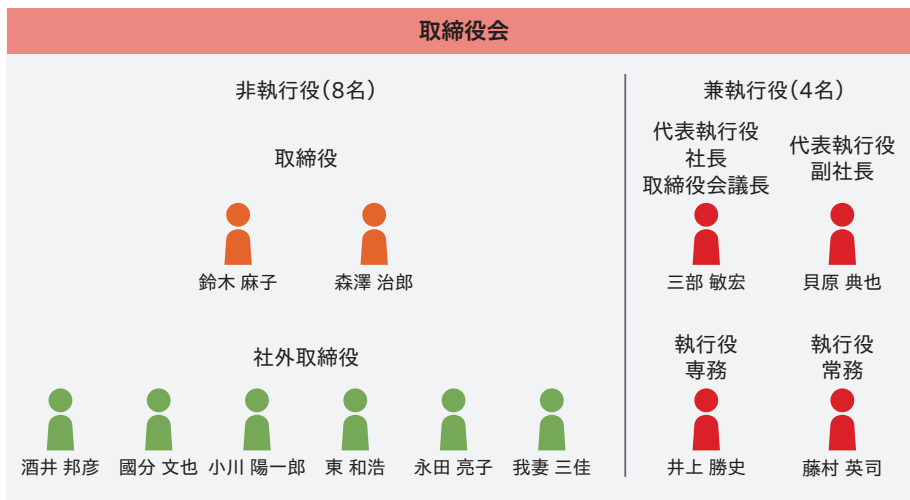 取締役会
非執行役(8名)
取締役
鈴木 麻子
森澤 治郎
社外取締役
酒井 邦彦
國分 文也
小川 陽一郎
東 和浩
永田 亮子
我妻 三佳
兼執行役(4名)
代表執行役
社長
取締役会議長
三部 敏宏
代表執行役
副社長
貝原 典也
執行役
専務
井上 勝史
執行役
常務
藤村 英司